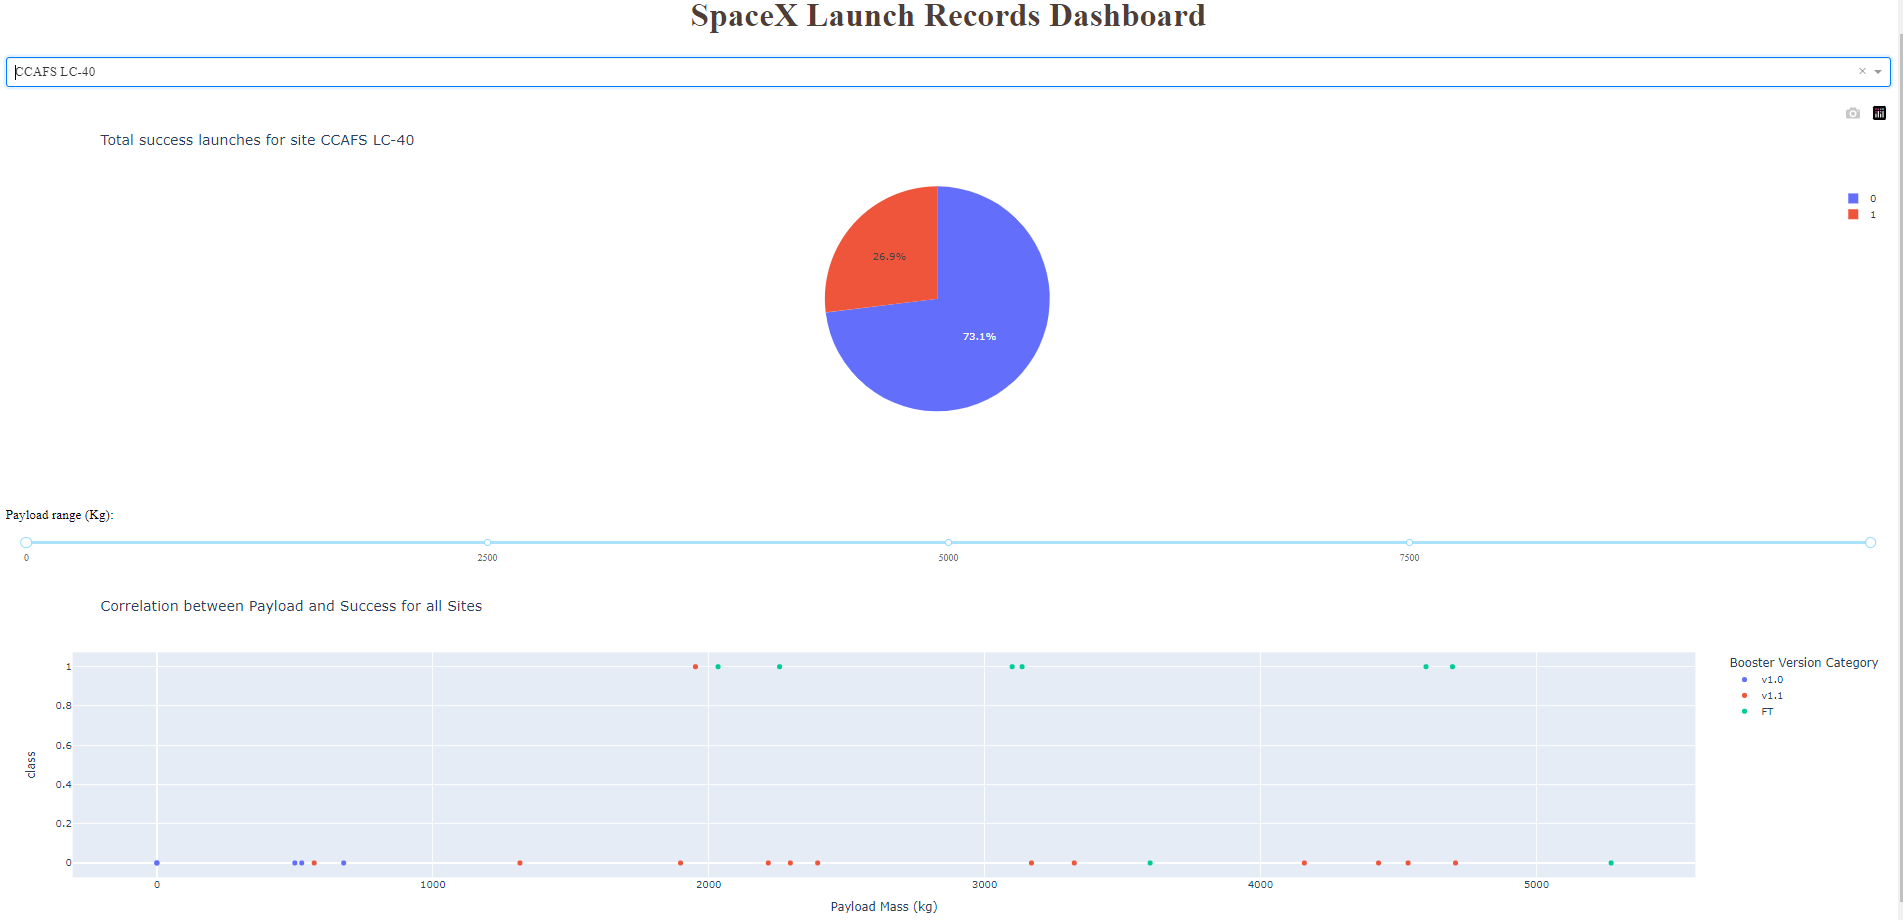 SpaceX Launch Records Dashboard
CCAFS LC-40
Total success launches for site CCAFS LC-40
0
1
26.9%
73.1%
Payload range (Kg):
0 2500 5000 7500
Correlation between Payload and Success for all Sites
Booster Version Category
v1.0
v1.1
FT
class
1
0.8
0.6
0.4
0.2
0
0 1000 2000 3000 4000 5000
Payload Mass (kg)